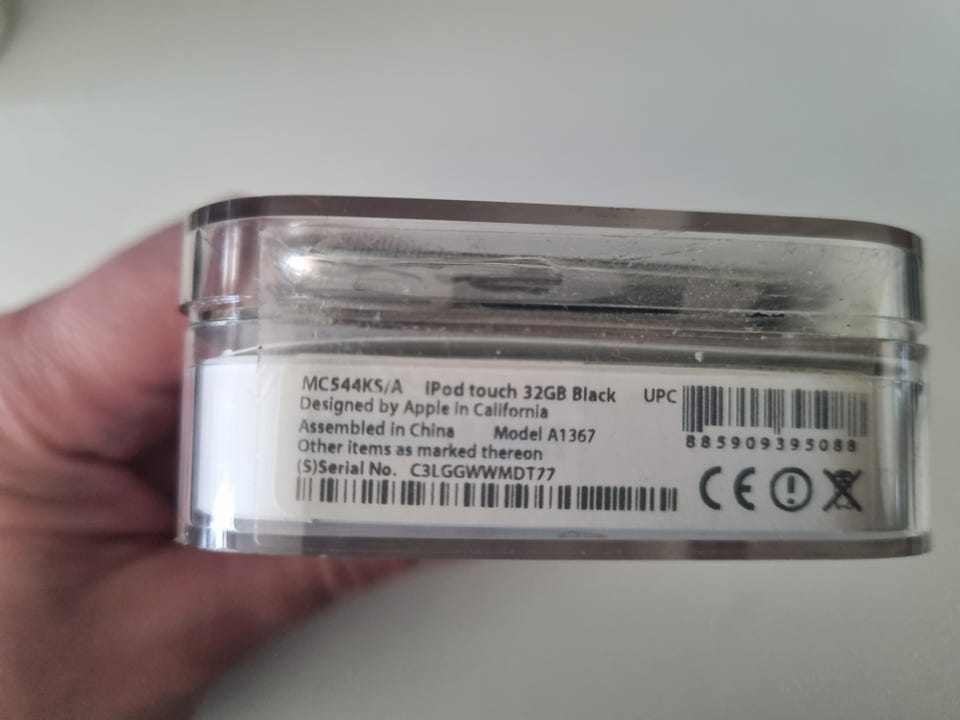 MC544KS/A iPod touch 32GB Black UPC
Designed by Apple in California
Assembled in China Model A1367
Other items as marked thereon
(S)Serial No. C3LGGWWMDT77
885909395088
CE